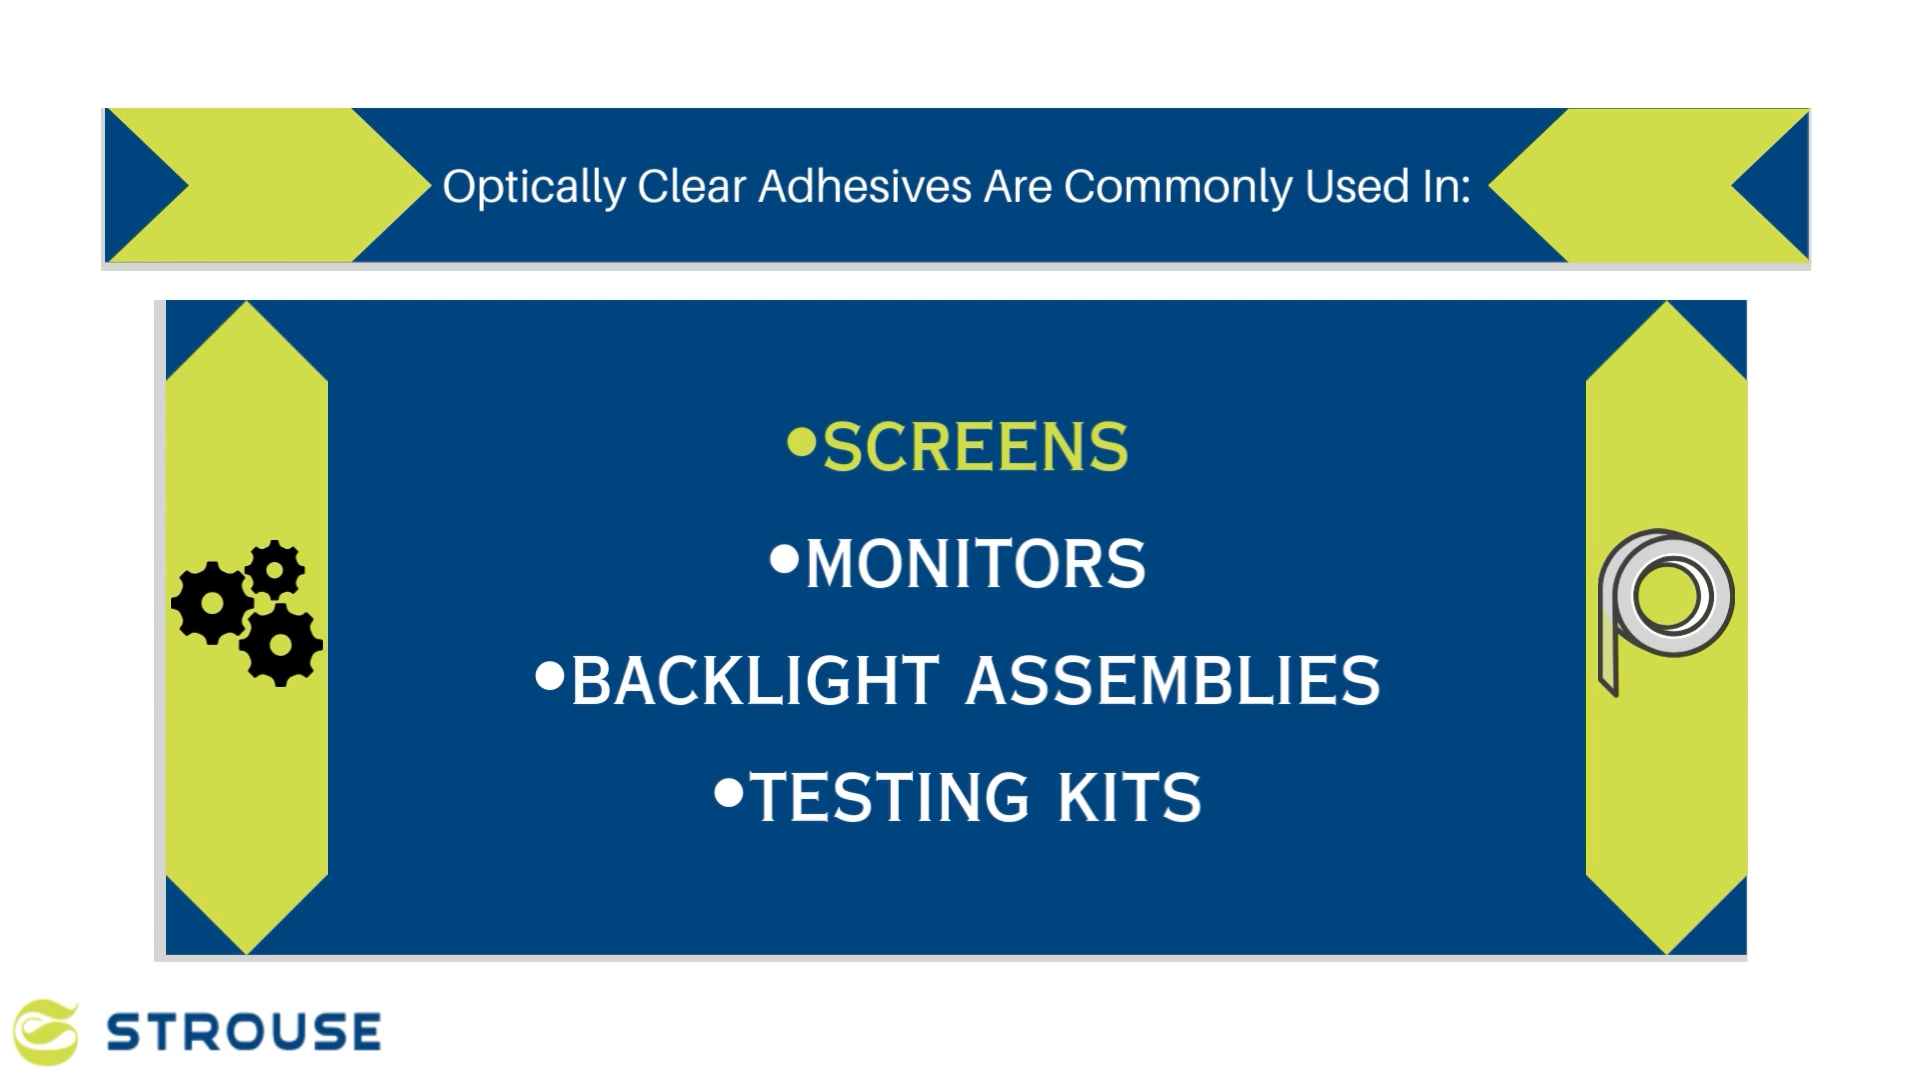 Optically Clear Adhesives Are Commonly Used In:
•SCREENS
•MONITORS
•BACKLIGHT ASSEMBLIES
•TESTING KITS
STROUSE